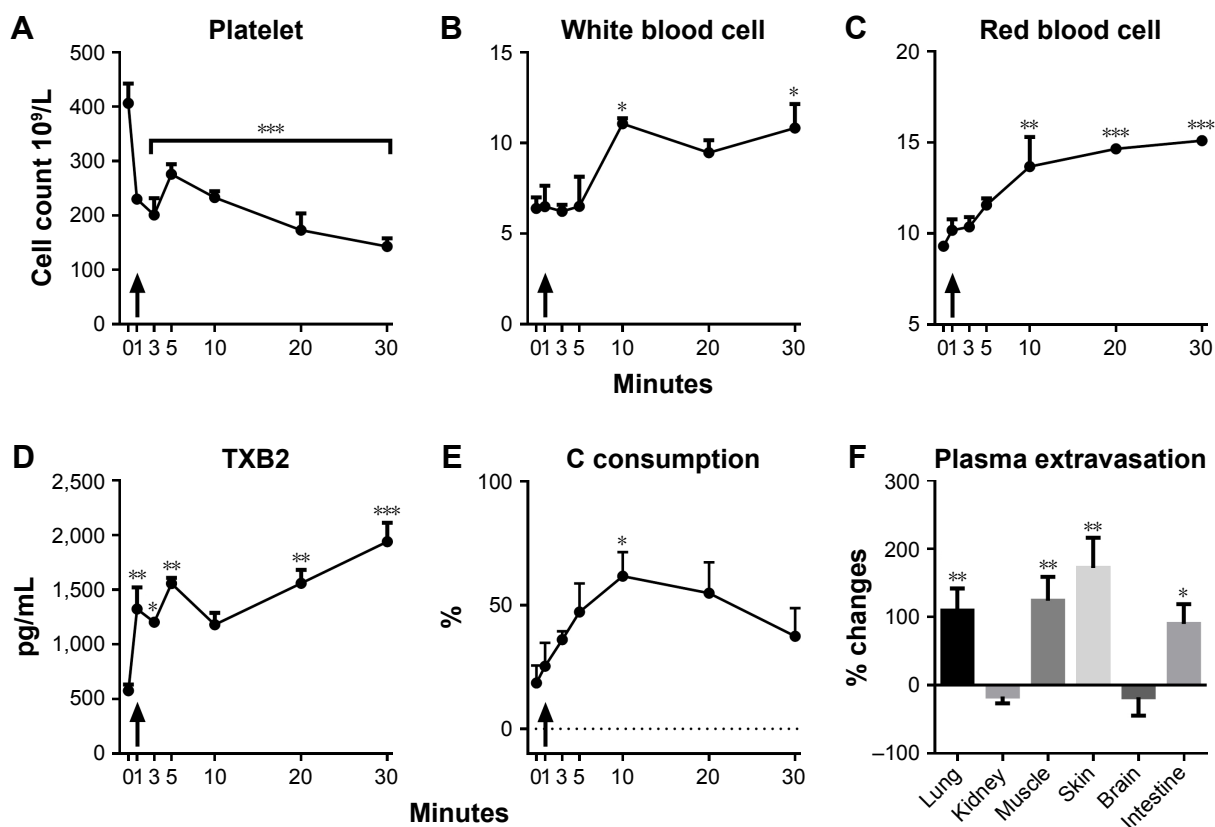 A Platelet
500
400
300
200
100
0
Cell count 10⁹/L
***
0 1 3 5 10 20 30
B White blood cell
15
10
5
0
* *
0 1 3 5 10 20 30
Minutes
C Red blood cell
20
15
10
5
** *** ***
0 1 3 5 10 20 30
D TXB2
2,500
2,000
1,500
1,000
500
0
pg/mL
** * ** ** ***
0 1 3 5 10 20 30
E C consumption
100
50
0
%
*
0 1 3 5 10 20 30
Minutes
F Plasma extravasation
300
200
100
0
–100
% changes
** ** ** *
Lung
Kidney
Muscle
Skin
Brain
Intestine